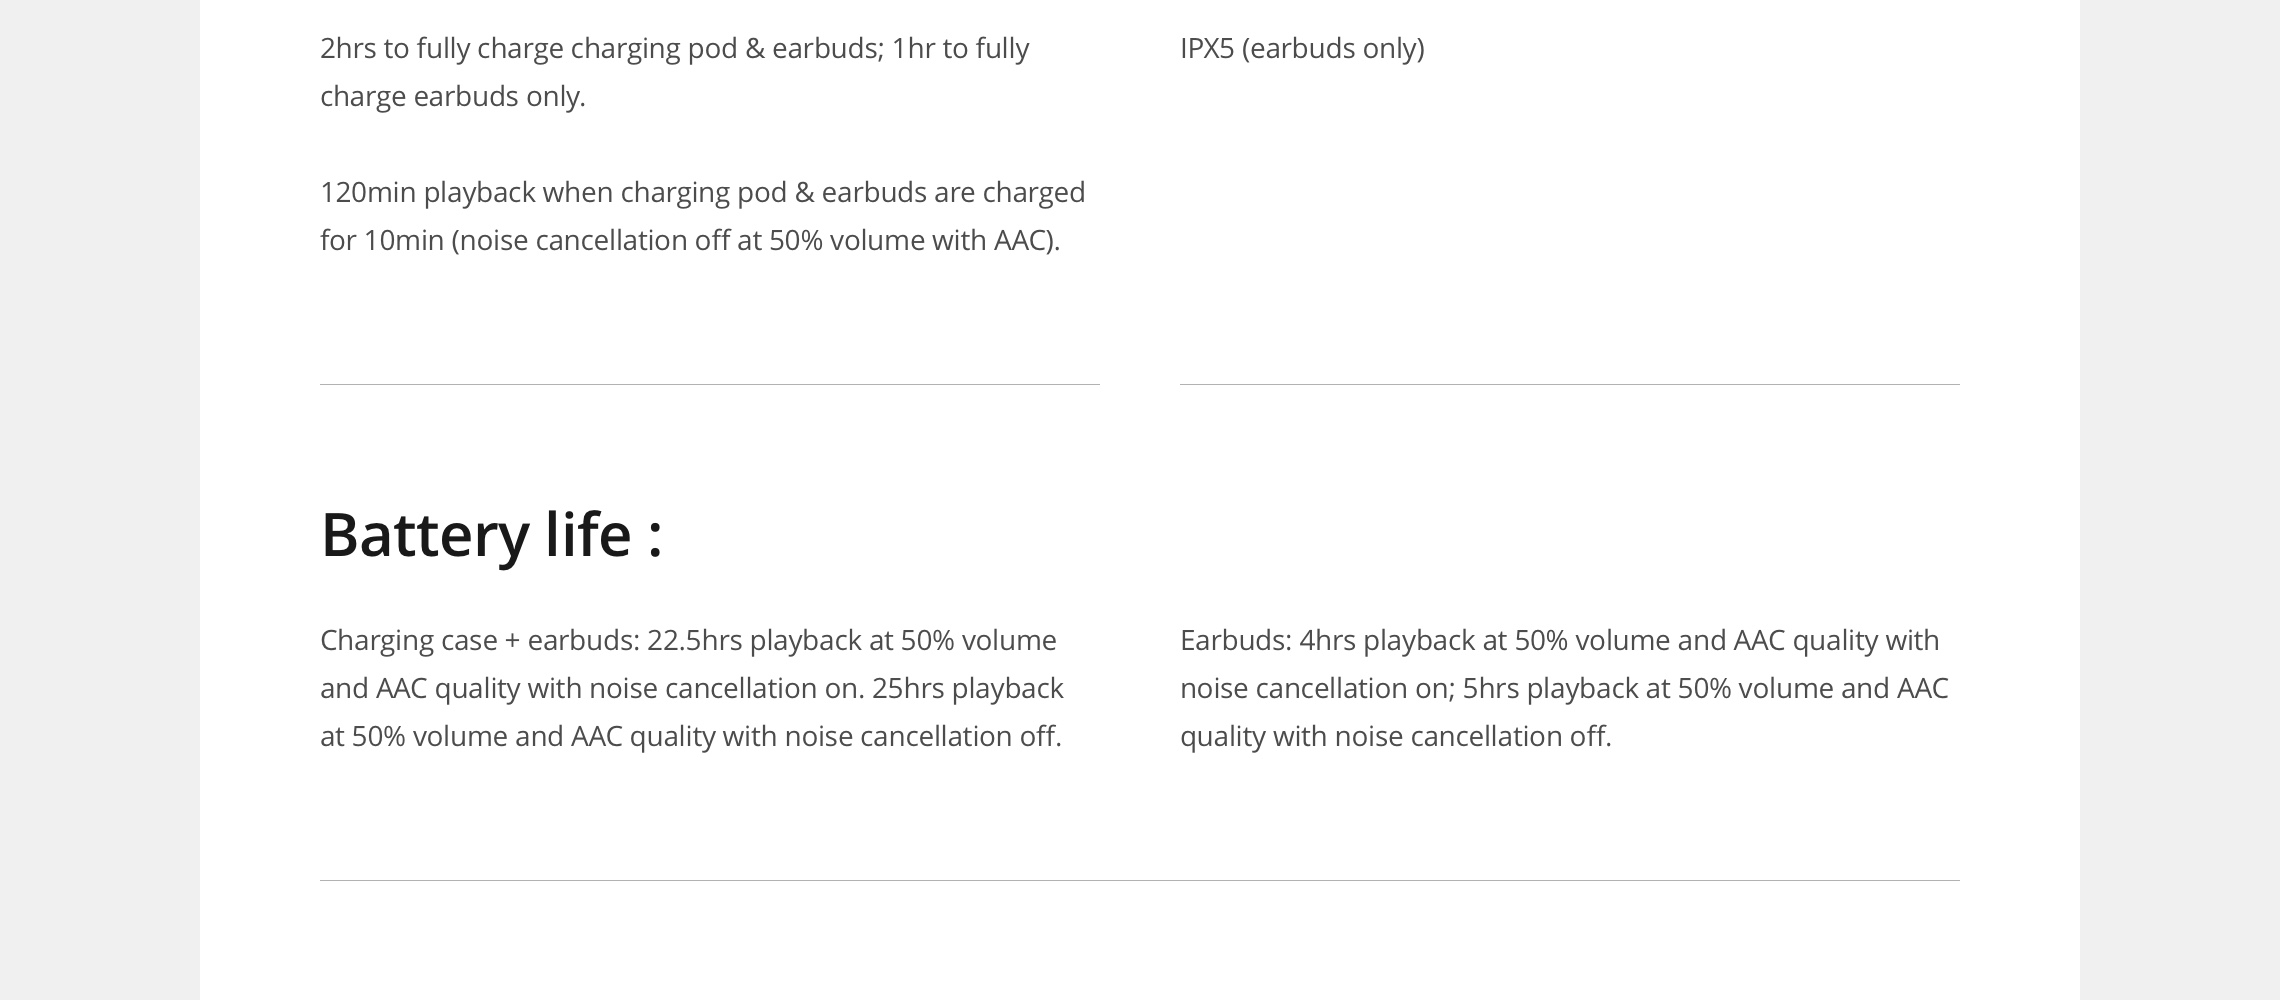 2hrs to fully charge charging pod & earbuds; 1hr to fully
charge earbuds only.
120min playback when charging pod & earbuds are charged
for 10min (noise cancellation off at 50% volume with AAC).
IPX5 (earbuds only)
Battery life :
Charging case + earbuds: 22.5hrs playback at 50% volume
and AAC quality with noise cancellation on. 25hrs playback
at 50% volume and AAC quality with noise cancellation off.
Earbuds: 4hrs playback at 50% volume and AAC quality with
noise cancellation on; 5hrs playback at 50% volume and AAC
quality with noise cancellation off.